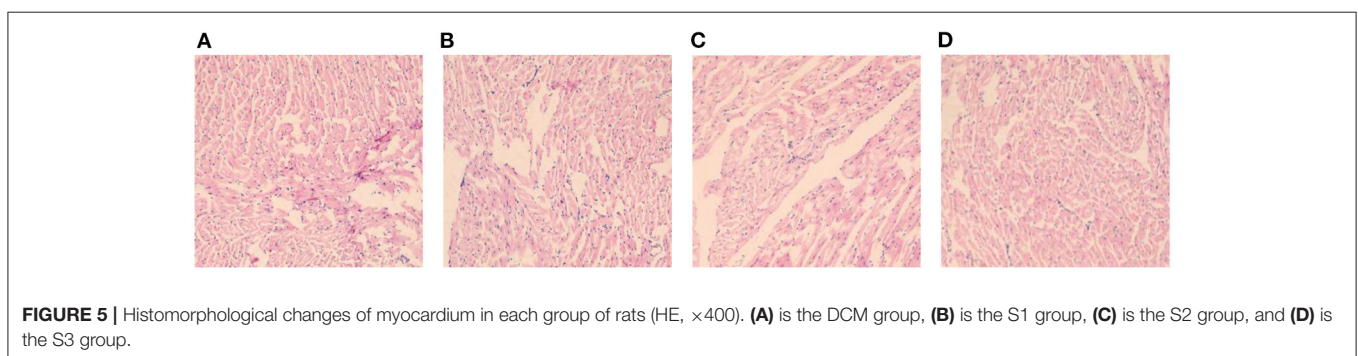 A
B
C
D
FIGURE 5 | Histomorphological changes of myocardium in each group of rats (HE, ×400). (A) is the DCM group, (B) is the S1 group, (C) is the S2 group, and (D) is
the S3 group.